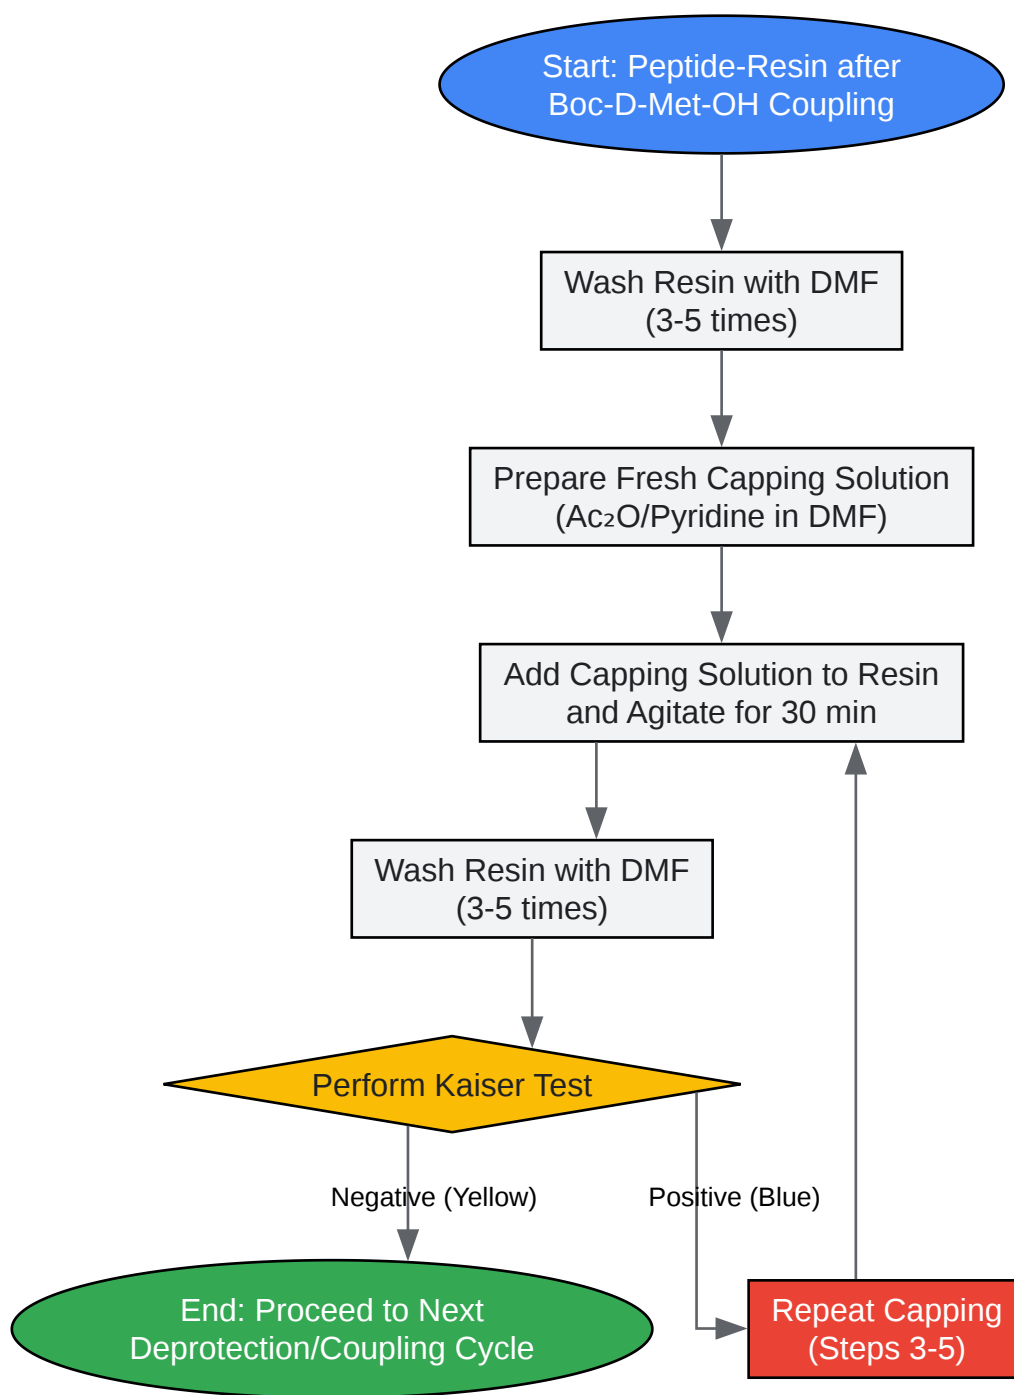 Start: Peptide-Resin after
Boc-D-Met-OH Coupling
Wash Resin with DMF
(3-5 times)
Prepare Fresh Capping Solution
(Ac₂O/Pyridine in DMF)
Add Capping Solution to Resin
and Agitate for 30 min
Wash Resin with DMF
(3-5 times)
Perform Kaiser Test
Negative (Yellow)
Positive (Blue)
End: Proceed to Next
Deprotection/Coupling Cycle
Repeat Capping
(Steps 3-5)